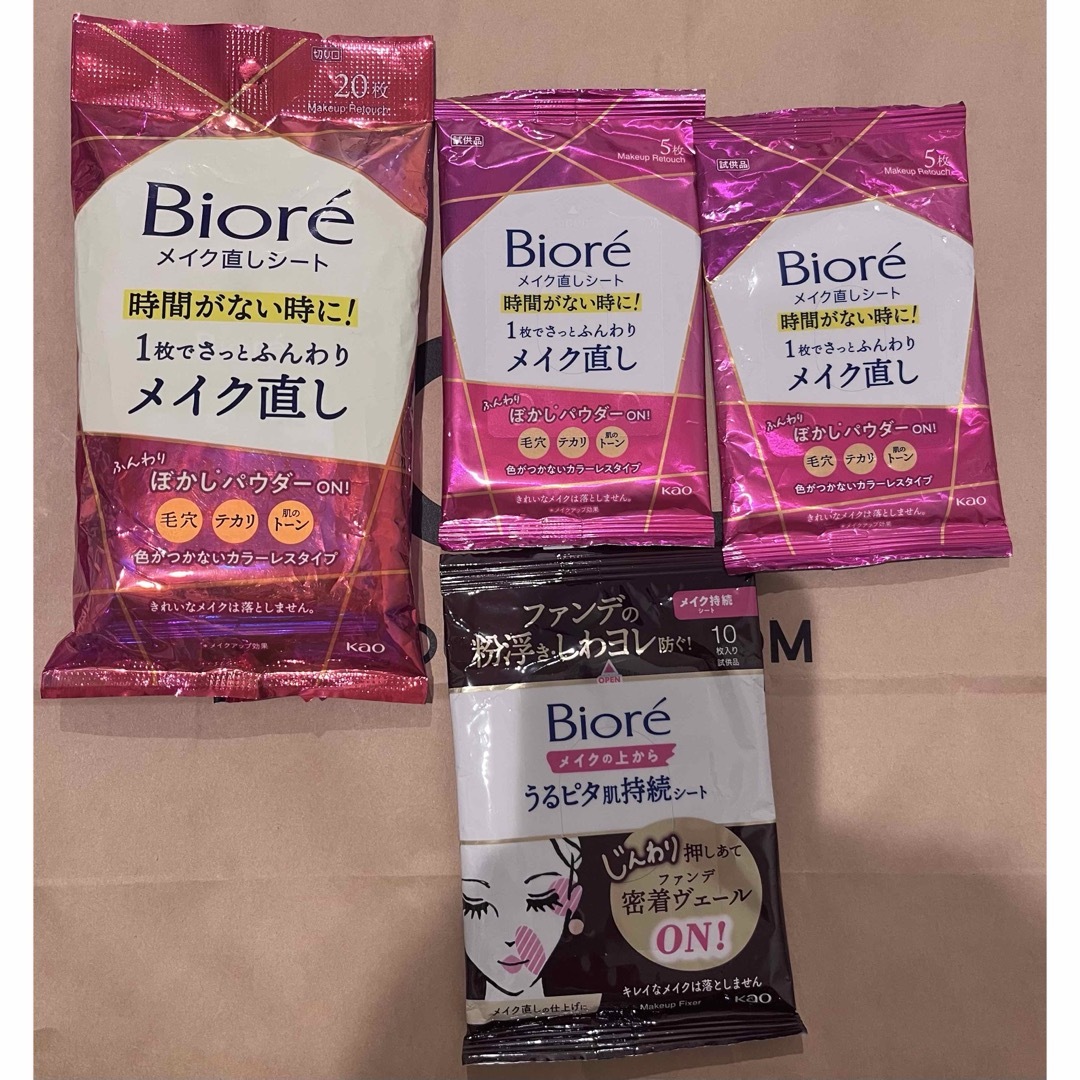 切り口
20枚
Makeup Retouch
Bioré
メイク直しシート
時間がない時に!
1枚でさっとふんわり
メイク直し
ふんわり
ぼかしパウダーON!
毛穴 テカリ 肌のトーン
色がつかないカラーレスタイプ
きれいなメイクは落としません。
*メイクアップ効果
Kao
試供品
5枚
Makeup Retouch
Bioré
メイク直しシート
時間がない時に!
1枚でさっとふんわり
メイク直し
ふんわり
ぼかしパウダーON!
毛穴 テカリ 肌のトーン
色がつかないカラーレスタイプ
きれいなメイクは落としません。
*メイクアップ効果
Kao
試供品
5枚
Makeup Retouch
Bioré
メイク直しシート
時間がない時に!
1枚でさっとふんわり
メイク直し
ふんわり
ぼかしパウダーON!
毛穴 テカリ 肌のトーン
色がつかないカラーレスタイプ
きれいなメイクは落としません。
*メイクアップ効果
Kao
ファンデの
粉浮き・しわヨレ防ぐ!
メイク持続
シート
10
枚入り
試供品
OPEN
Bioré
メイクの上から
うるピタ肌持続シート
じんわり押しあて
ファンデ
密着ヴェール
ON!
キレイなメイクは落としません
メイク直しの仕上げに
Makeup Fixer
Kao